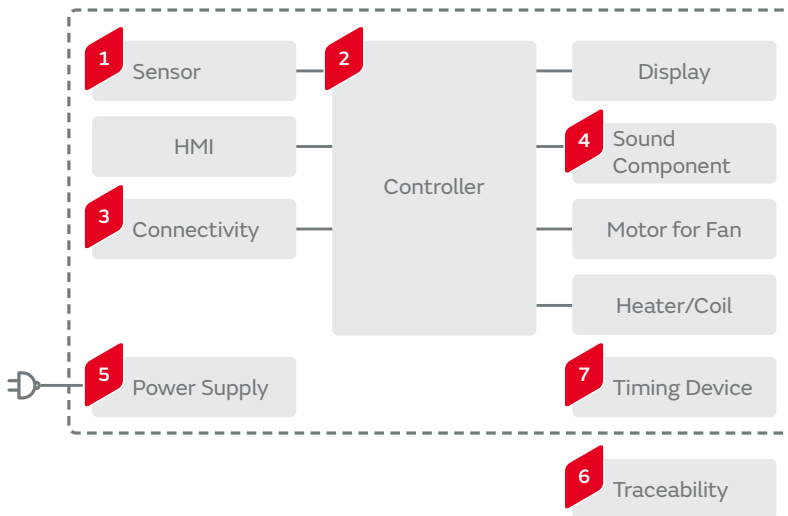 1
Sensor
2
Display
HMI
4
Sound
Component
Controller
3
Connectivity
Motor for Fan
Heater/Coil
5
Power Supply
7
Timing Device
6
Traceability